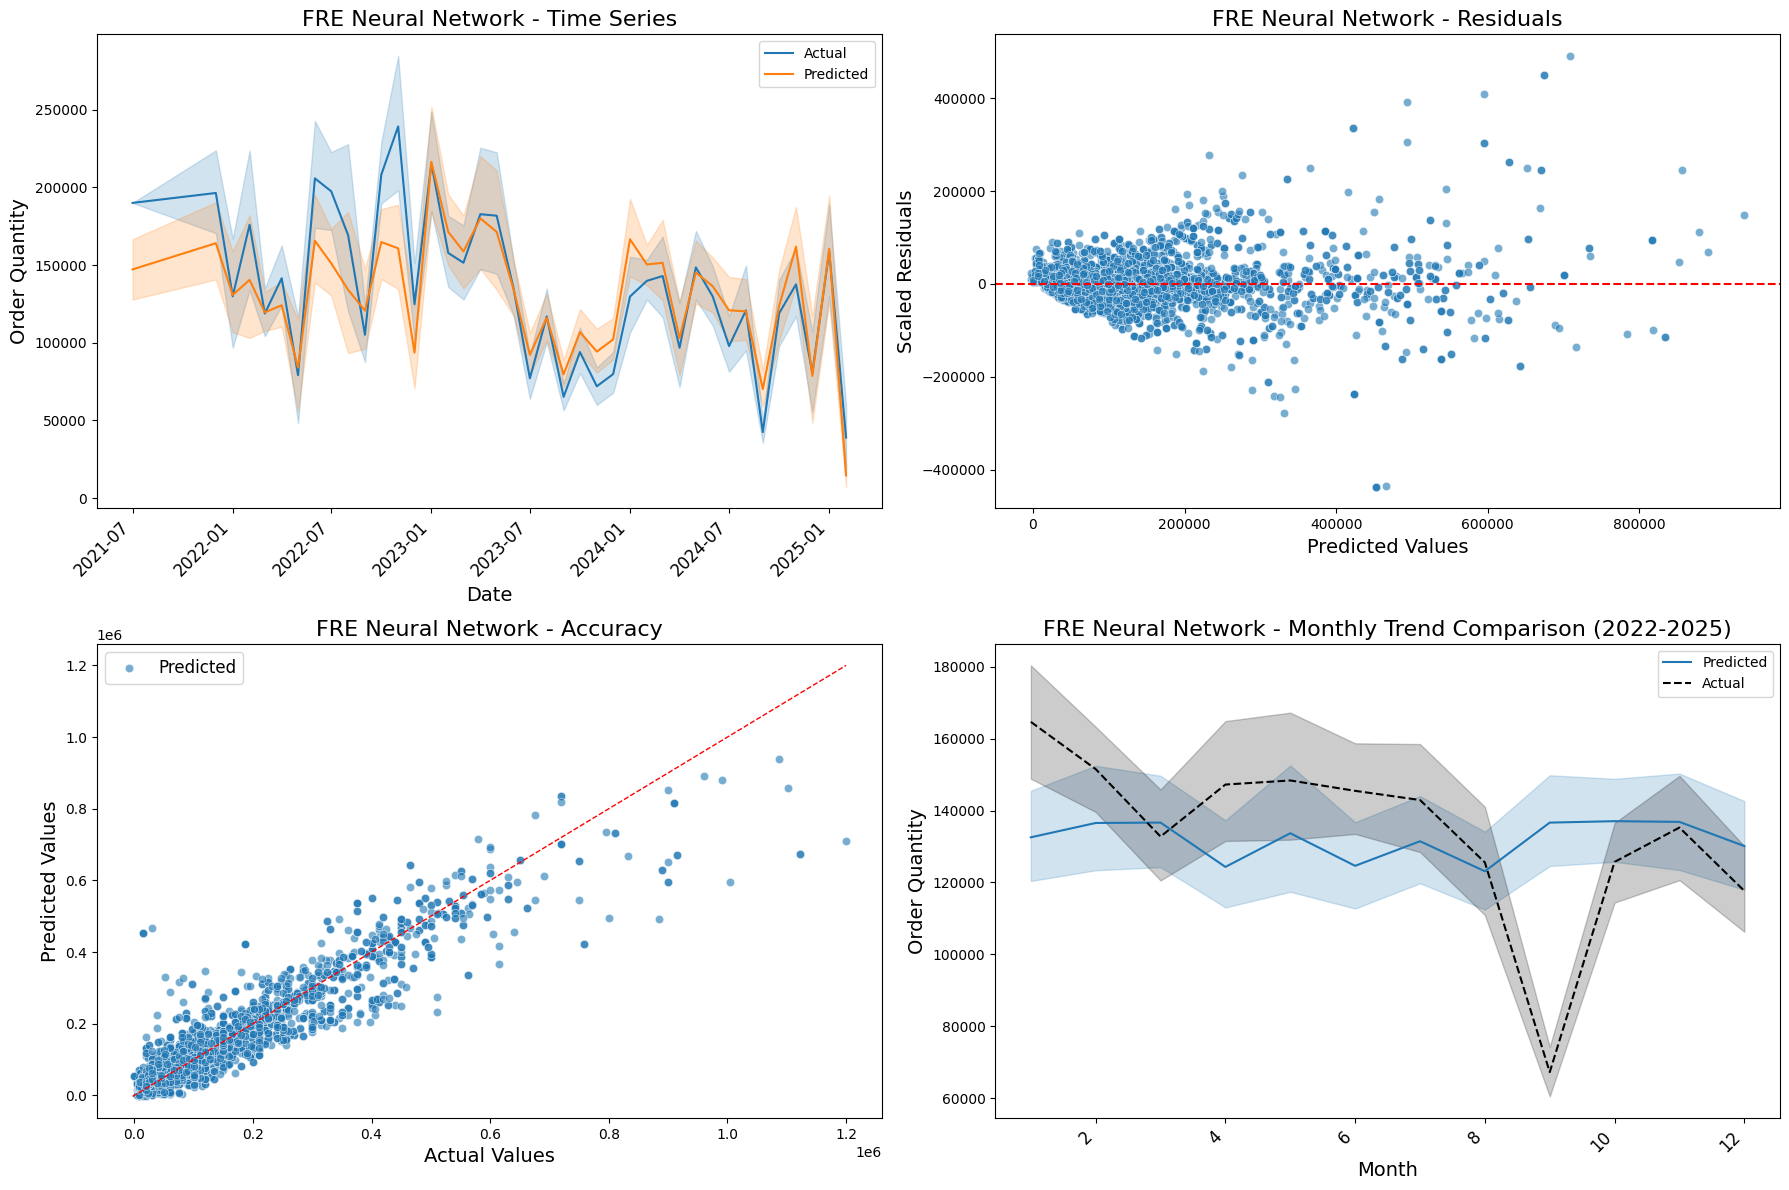 FRE Neural Network - Time Series
Actual
Predicted
Order Quantity
250000
200000
150000
100000
50000
0
2021-07
2022-01
2022-07
2023-01
2023-07
2024-01
2024-07
2025-01
Date
FRE Neural Network - Residuals
Scaled Residuals
400000
200000
0
−200000
−400000
0
200000
400000
600000
800000
Predicted Values
FRE Neural Network - Accuracy
1e6
Predicted
Predicted Values
1.2
1.0
0.8
0.6
0.4
0.2
0.0
0.0
0.2
0.4
0.6
0.8
1.0
1.2
1e6
Actual Values
FRE Neural Network - Monthly Trend Comparison (2022-2025)
Predicted
Actual
Order Quantity
180000
160000
140000
120000
100000
80000
60000
2
4
6
8
10
12
Month